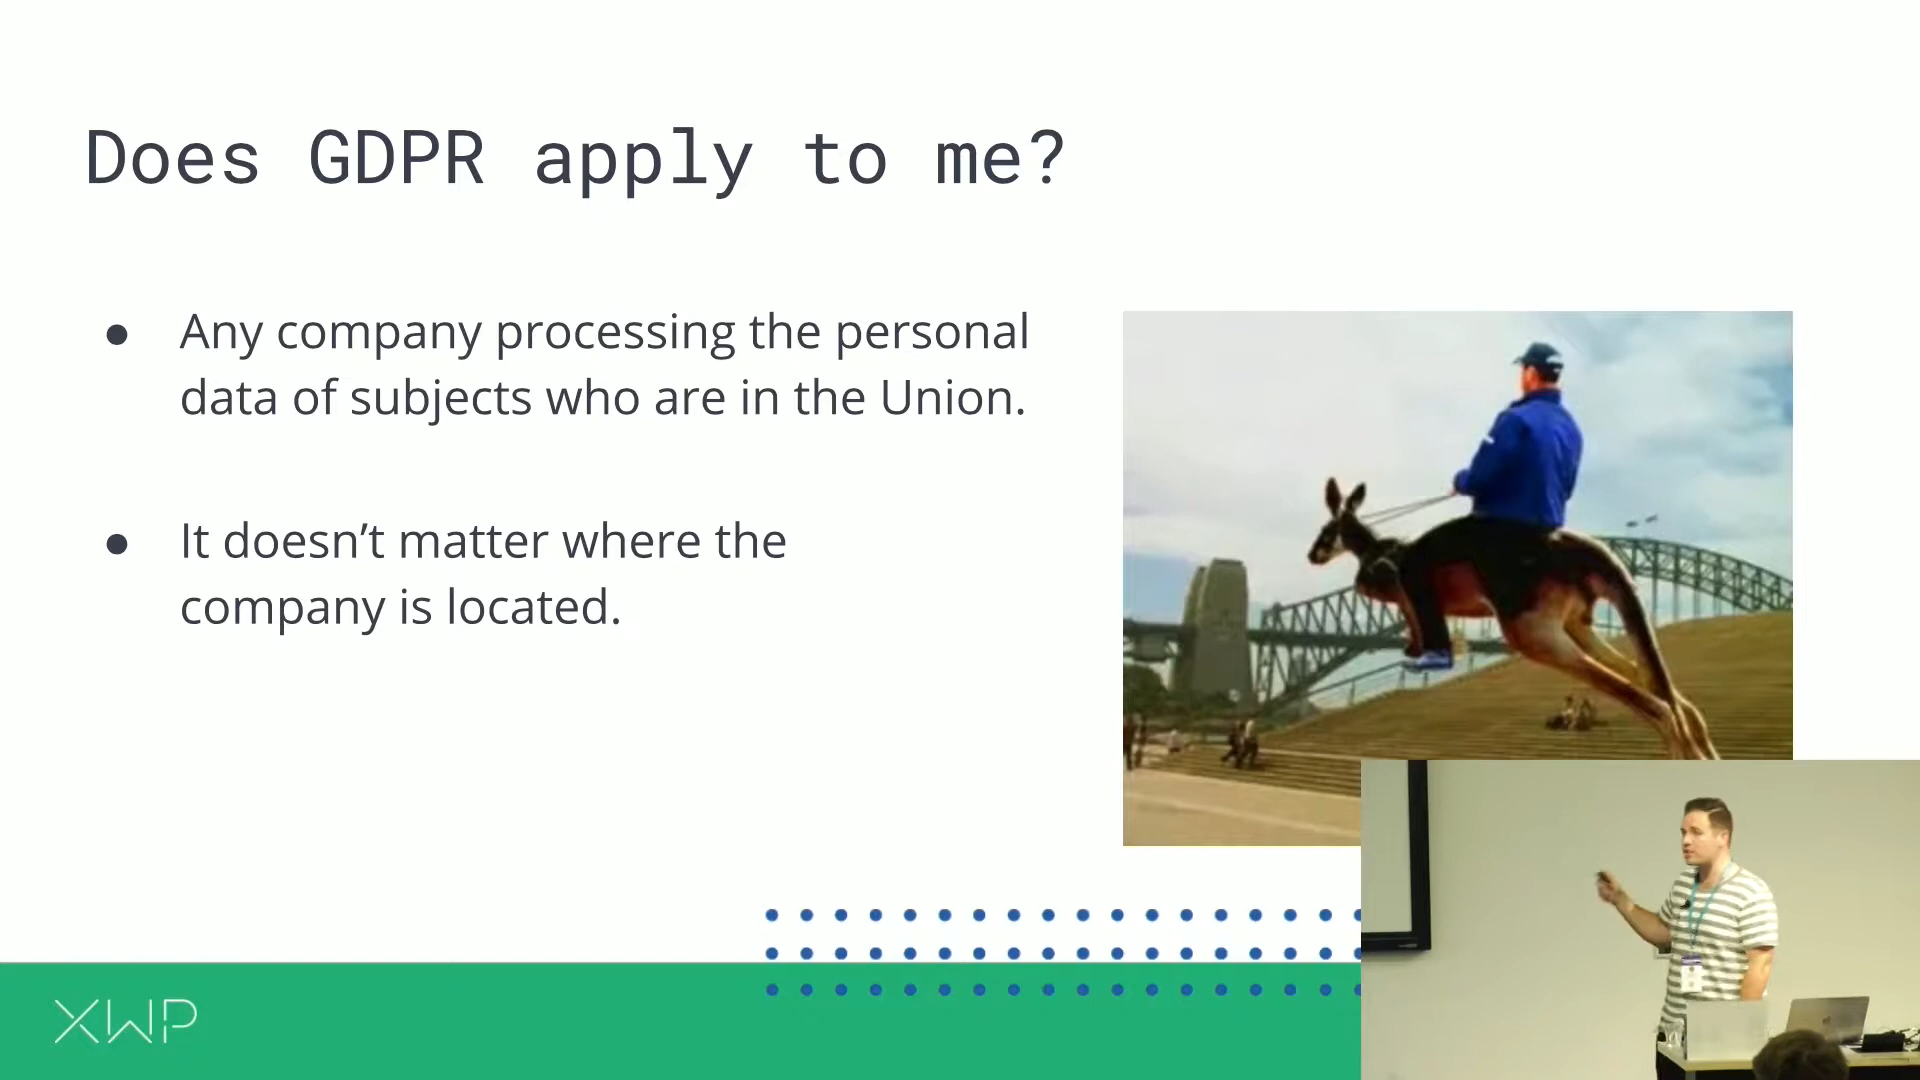 Does GDPR apply to me?
● Any company processing the personal
data of subjects who are in the Union.
● It doesn’t matter where the
company is located.
XWP